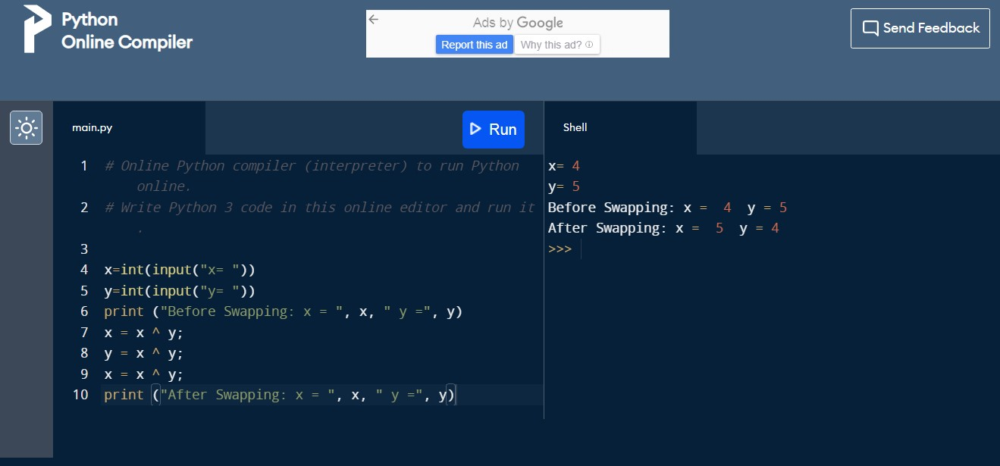 Python
Online Compiler
Ads by Google
Report this ad
Why this ad?
Send Feedback
main.py
Run
Shell
1 # Online Python compiler (interpreter) to run Python
online.
2 # Write Python 3 code in this online editor and run it
.
3
4 x=int(input("x= "))
5 y=int(input("y= "))
6 print ("Before Swapping: x = ", x, " y =", y)
7 x = x ^ y;
8 y = x ^ y;
9 x = x ^ y;
10 print ("After Swapping: x = ", x, " y =", y)
x= 4
y= 5
Before Swapping: x =  4  y = 5
After Swapping: x =  5  y = 4
>>>